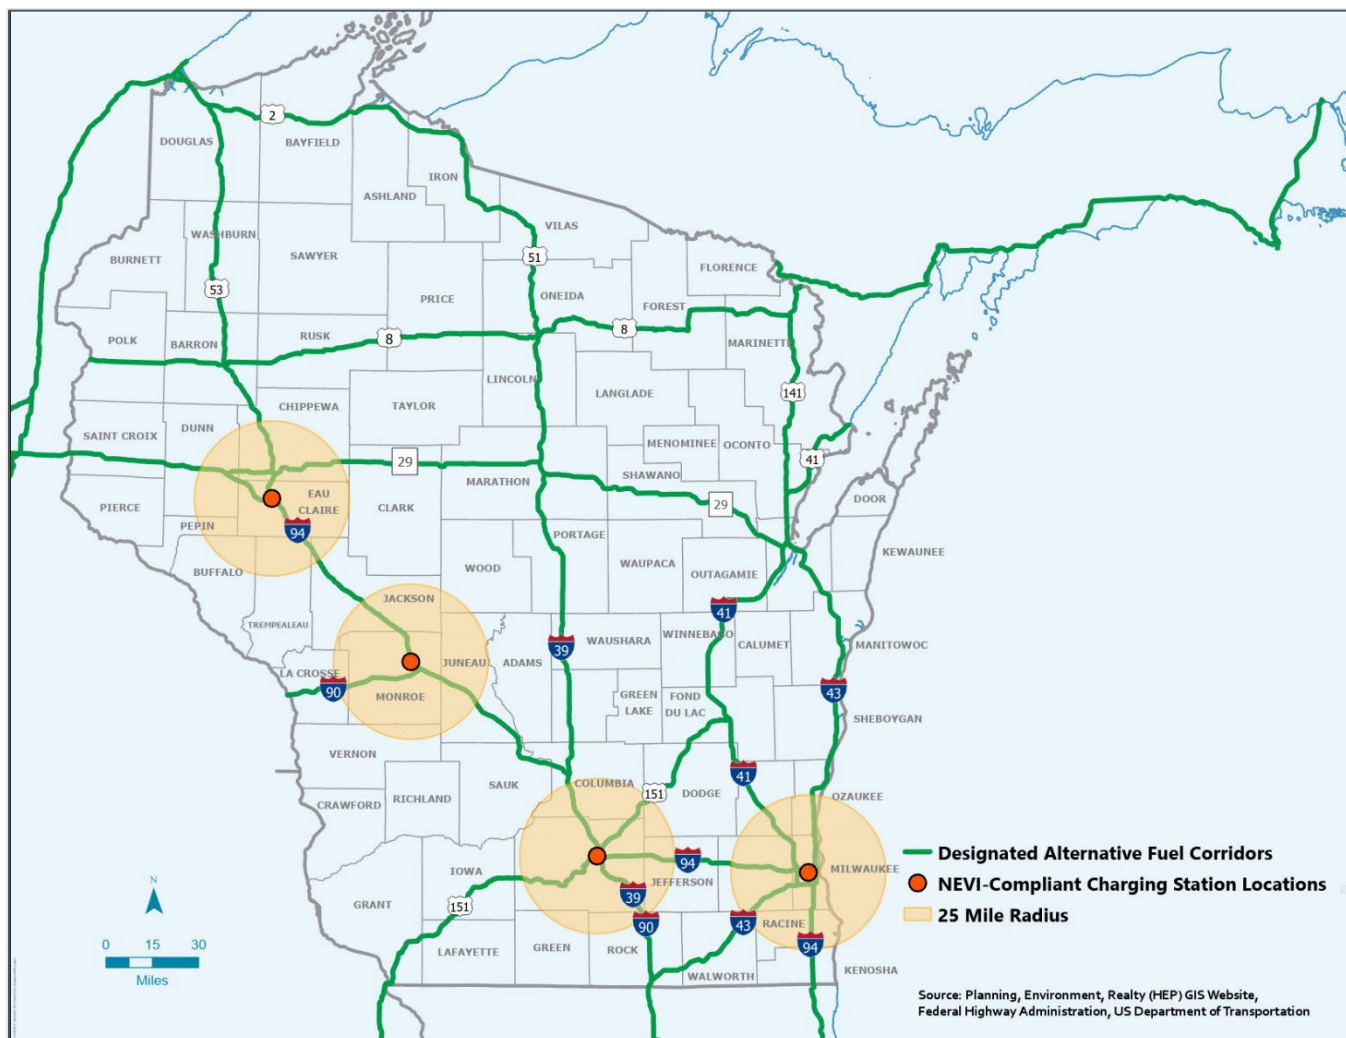 2
DOUGLAS
BAYFIELD
IRON
ASHLAND
VILAS
WASHBURN
BURNETT
SAWYER
51
FLORENCE
53
PRICE
ONEIDA
FOREST
POLK
BARRON
RUSK
8
8
MARINETTE
LINCOLN
LANGLADE
141
CHIPPEWA
TAYLOR
DUNN
SAINT CROIX
MENOMINEE
OCONTO
41
29
SHAWANO
MARATHON
PIERCE
EAU
CLAIRE
CLARK
29
DOOR
PEPIN
94
PORTAGE
KEWAUNEE
BUFFALO
WOOD
WAUPACA
OUTAGAMIE
JACKSON
41
TREMPEALEAU
WAUSHARA
WINNEBAGO
CALUMET
MANITOWOC
39
JUNEAU
ADAMS
LA CROSSE
90
MONROE
GREEN
LAKE
FOND
DU LAC
43
SHEBOYGAN
VERNON
41
SAUK
COLUMBIA
151
DODGE
RICHLAND
CRAWFORD
OZAUKEE
94
IOWA
JEFFERSON
MILWAUKEE
39
GRANT
151
90
43
RACINE
94
LAFAYETTE
GREEN
ROCK
WALWORTH
KENOSHA
Designated Alternative Fuel Corridors
NEVI-Compliant Charging Station Locations
25 Mile Radius
N
0 15 30
Miles
Source: Planning, Environment, Realty (HEP) GIS Website,
Federal Highway Administration, US Department of Transportation